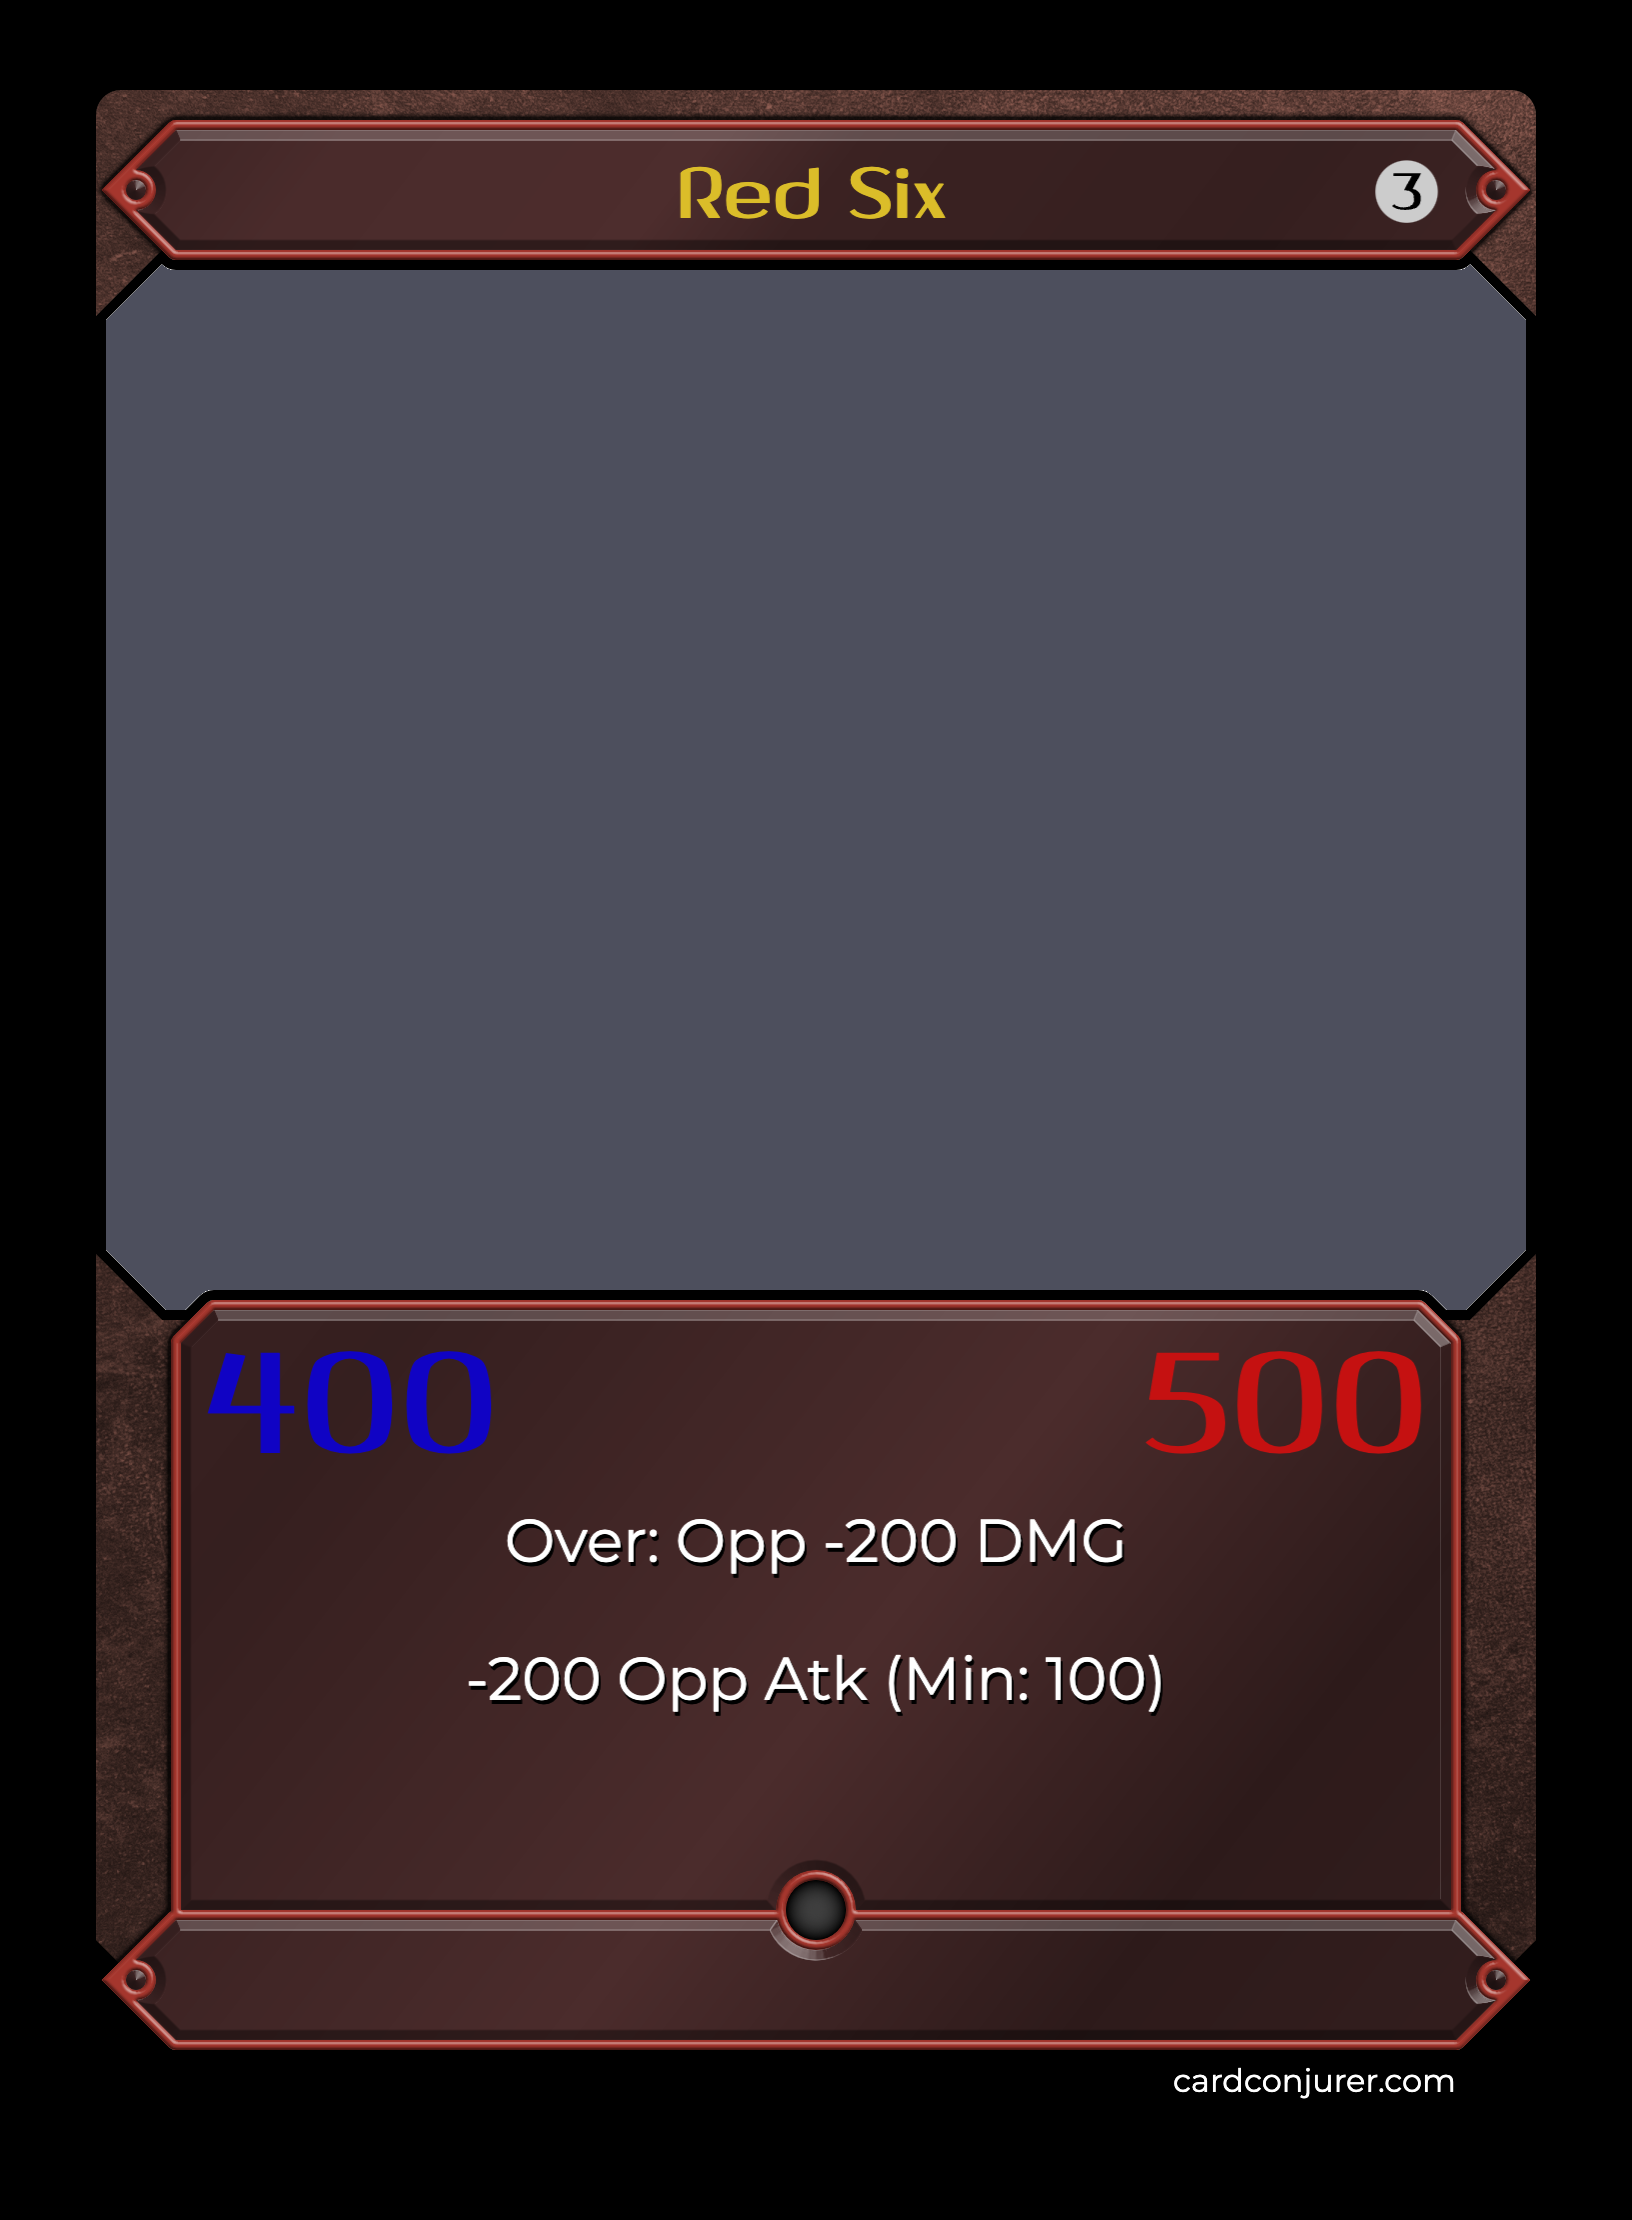 Red Six
3
400
500
Over: Opp -200 DMG
-200 Opp Atk (Min: 100)
cardconjurer.com